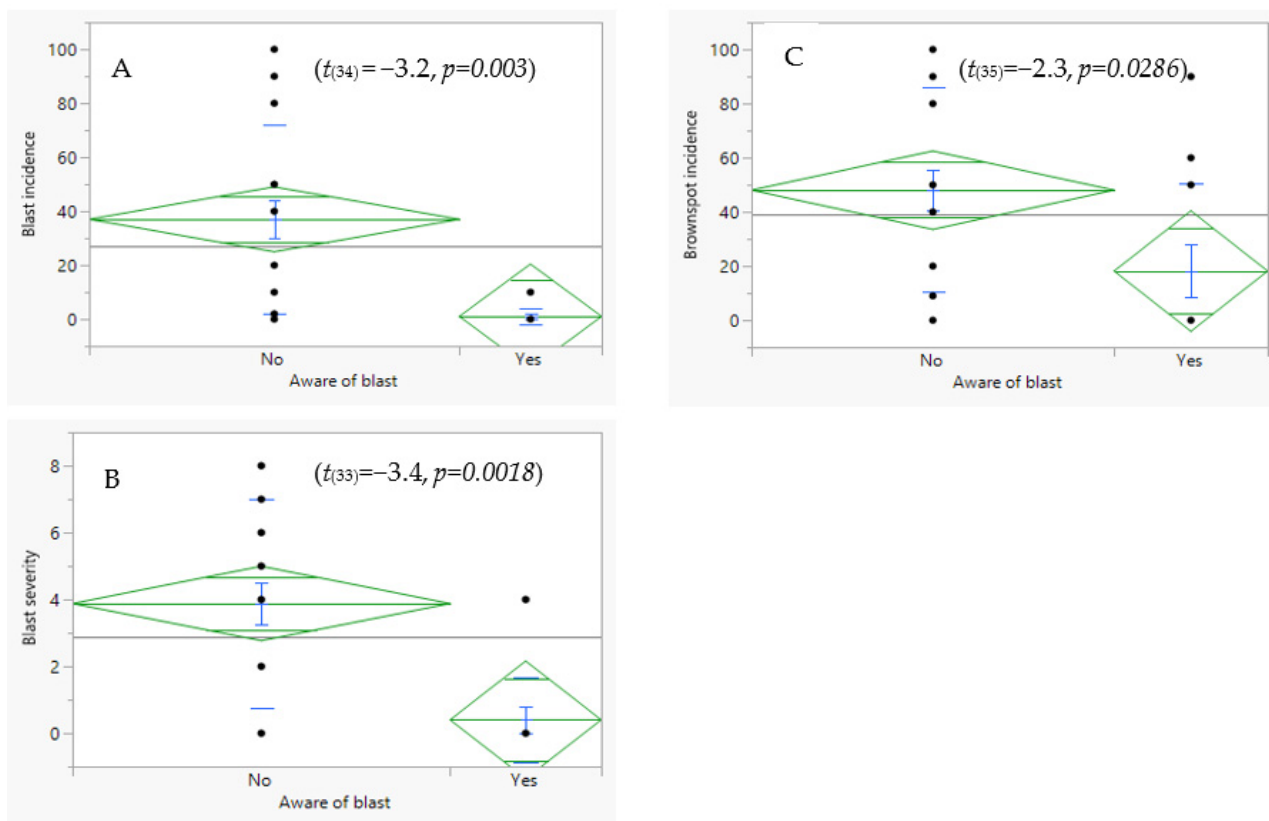 A
(t(34) = −3.2, p=0.003)
Blast incidence
100
80
60
40
20
0
No
Yes
Aware of blast
C
(t(35)=−2.3, p=0.0286)
Brownspot incidence
100
80
60
40
20
0
No
Yes
Aware of blast
B
(t(33)=−3.4, p=0.0018)
Blast severity
8
6
4
2
0
No
Yes
Aware of blast